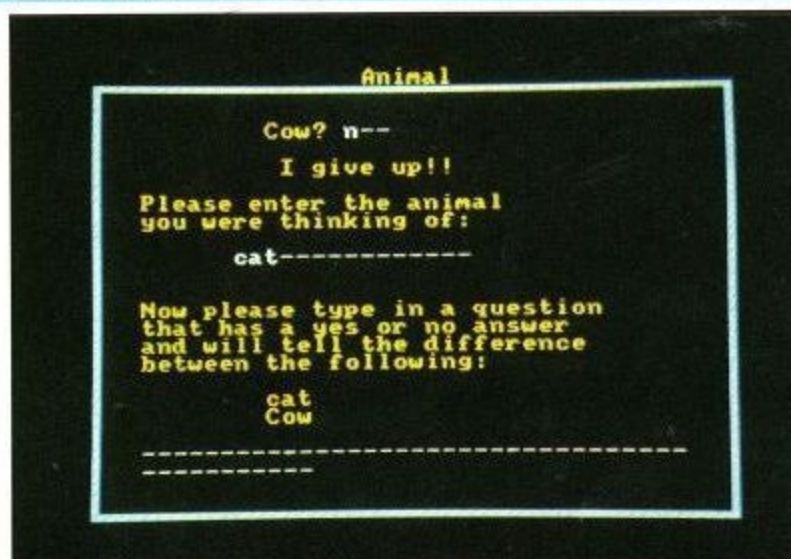 Animal
Cow? n--
I give up!!
Please enter the animal
you were thinking of:
cat-------------
Now please type in a question
that has a yes or no answer
and will tell the difference
between the following:
cat
Cow
-----------------------------------
-----------